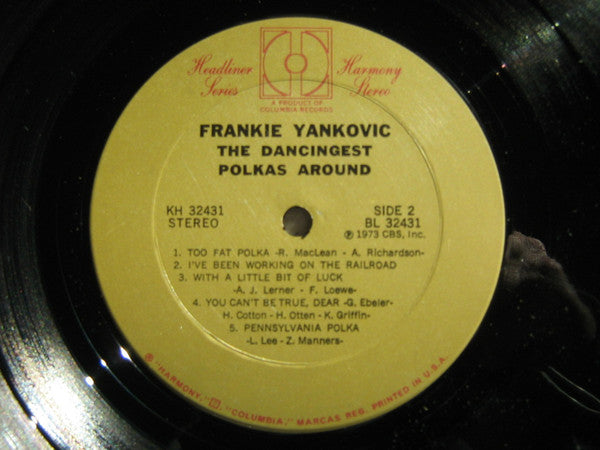 Headliner Harmony
Series Stereo
A PRODUCT OF
COLUMBIA RECORDS
FRANKIE YANKOVIC
THE DANCINGEST
POLKAS AROUND
KH 32431 SIDE 2
STEREO BL 32431
℗ 1973 CBS, Inc.
1. TOO FAT POLKA -R. MacLean - A. Richardson-
2. I'VE BEEN WORKING ON THE RAILROAD
3. WITH A LITTLE BIT OF LUCK
-A. J. Lerner - F. Loewe-
4. YOU CAN'T BE TRUE, DEAR -G. Ebeler-
H. Cotton - H. Otten - K. Griffin-
5. PENNSYLVANIA POLKA
-L. Lee - Z. Manners-
® "HARMONY," "COLUMBIA," MARCAS REG. PRINTED IN U.S.A.